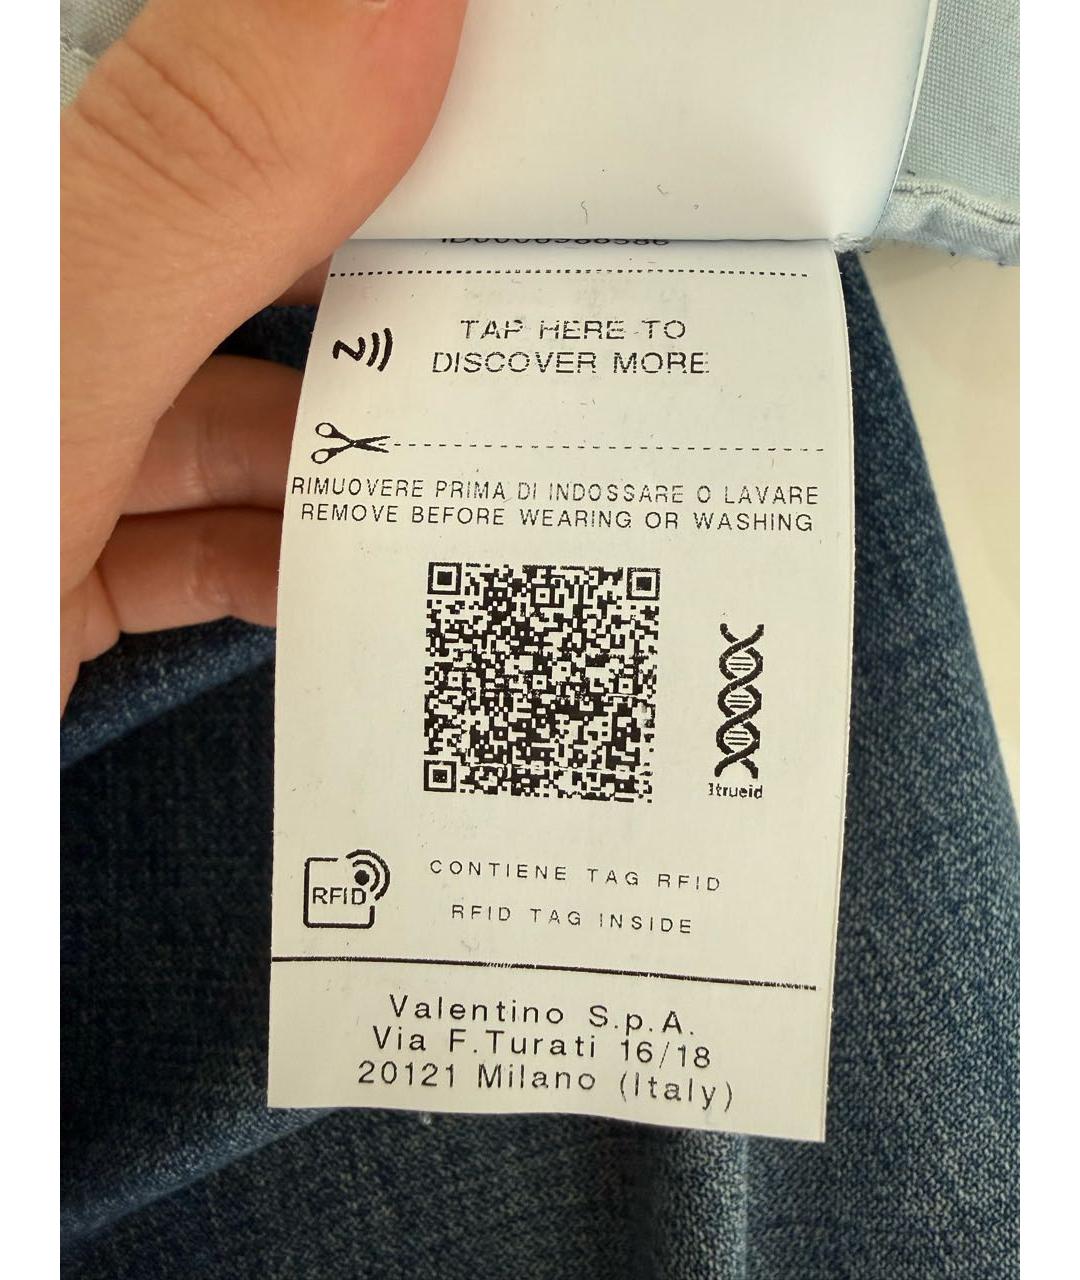 TAP HERE TO
DISCOVER MORE
RIMUOVERE PRIMA DI INDOSSARE O LAVARE
REMOVE BEFORE WEARING OR WASHING
1trueid
RFID
CONTIENE TAG RFID
RFID TAG INSIDE
Valentino S.p.A.
Via F.Turati 16/18
20121 Milano (Italy)